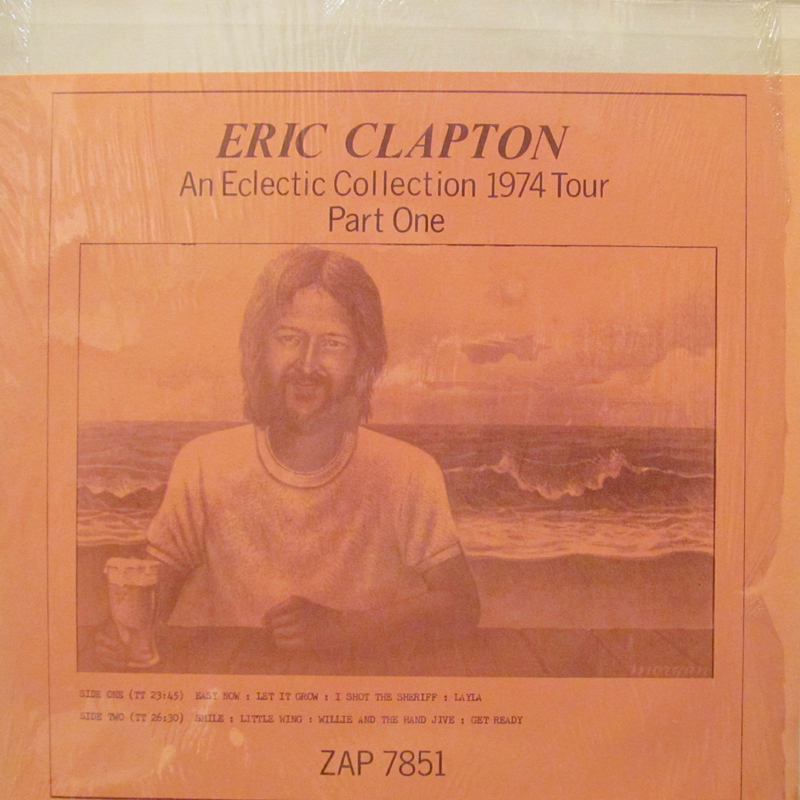 ERIC CLAPTON
An Eclectic Collection 1974 Tour
Part One
SIDE ONE (TT 23:45) EASY NOW : LET IT GROW : I SHOT THE SHERIFF : LAYLA
SIDE TWO (TT 26:30) SMILE : LITTLE WING : WILLIE AND THE HAND JIVE : GET READY
ZAP 7851